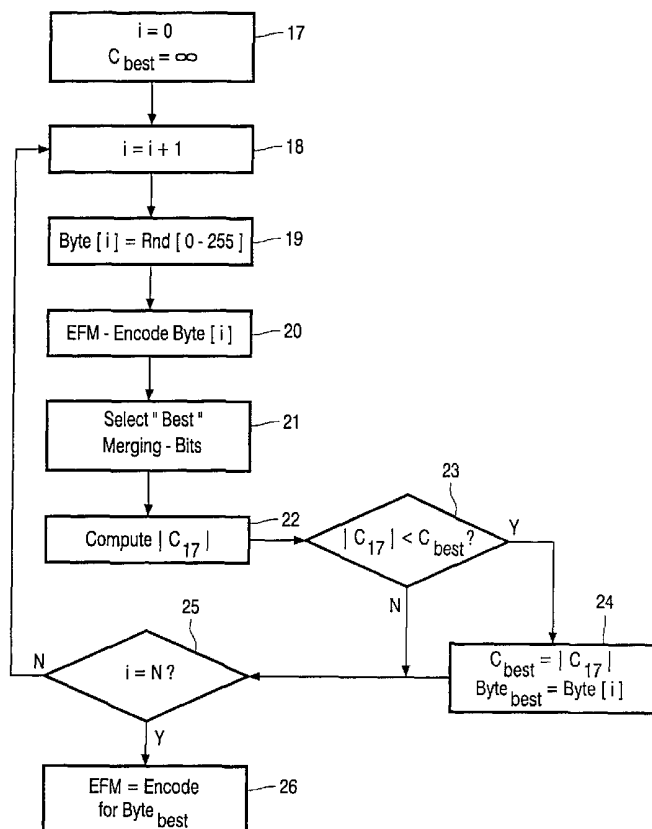 i = 0
C best = ∞
17
i = i + 1
18
Byte [ i ] = Rnd [ 0 - 255 ]
19
EFM - Encode Byte [ i ]
20
Select " Best "
Merging - Bits
21
Compute | C 17 |
22
23
| C 17 | < C best ?
Y
N
24
C best = | C 17 |
Byte best = Byte [ i ]
25
N
i = N ?
Y
EFM = Encode
for Byte best
26